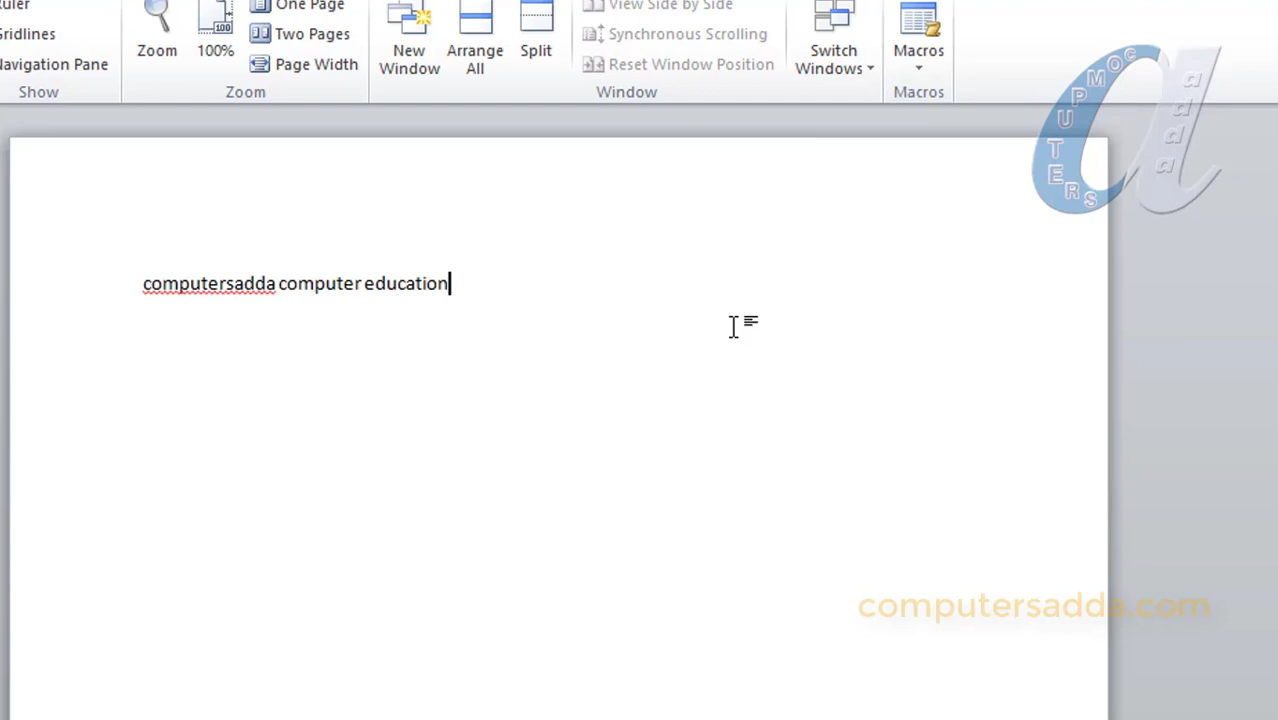 Ruler
Gridlines
Navigation Pane
Show
Zoom
100%
100
One Page
Two Pages
Page Width
Zoom
New Window
Arrange All
Split
View Side by Side
Synchronous Scrolling
Reset Window Position
Window
Switch Windows
Macros
Macros
COMPUTERS
adda
computersadda computer education
computersadda.com